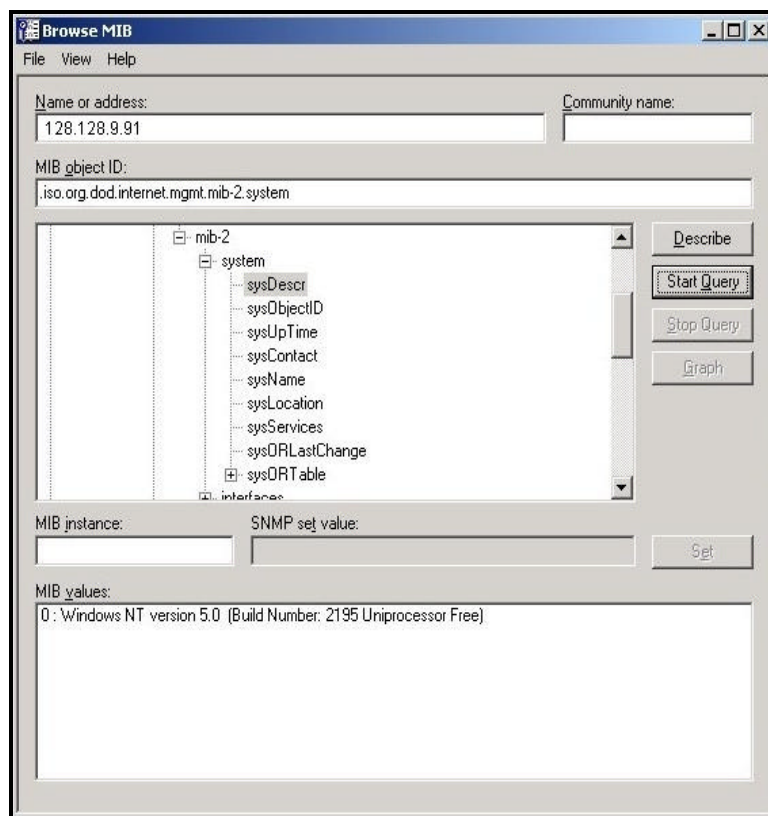 Browse MIB
File View Help
Name or address: Community name:
128.128.9.91
MIB object ID:
.iso.org.dod.internet.mgmt.mib-2.system
mib-2
system
sysDescr
sysObjectID
sysUpTime
sysContact
sysName
sysLocation
sysServices
sysORLastChange
sysORTable
interfaces
Describe
Start Query
Stop Query
Graph
MIB instance: SNMP set value:
Set
MIB values:
0 : Windows NT version 5.0 (Build Number: 2195 Uniprocessor Free)